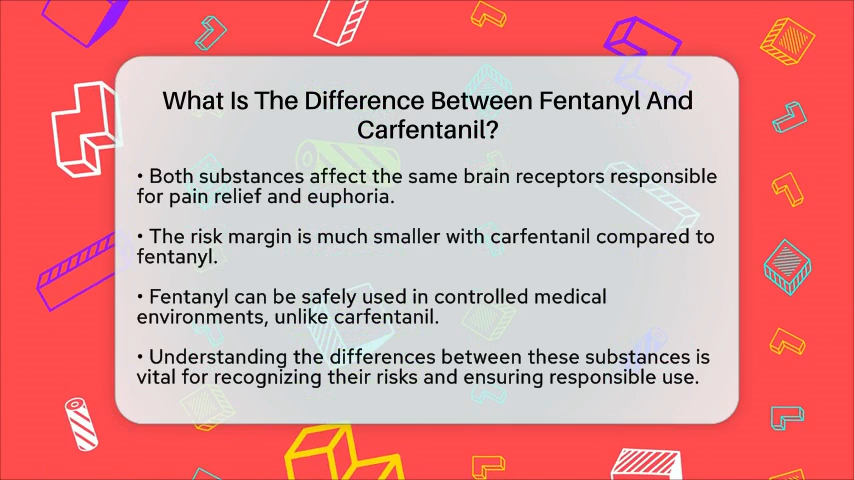 What Is The Difference Between Fentanyl And
Carfentanil?
• Both substances affect the same brain receptors responsible
for pain relief and euphoria.
• The risk margin is much smaller with carfentanil compared to
fentanyl.
• Fentanyl can be safely used in controlled medical
environments, unlike carfentanil.
• Understanding the differences between these substances is
vital for recognizing their risks and ensuring responsible use.